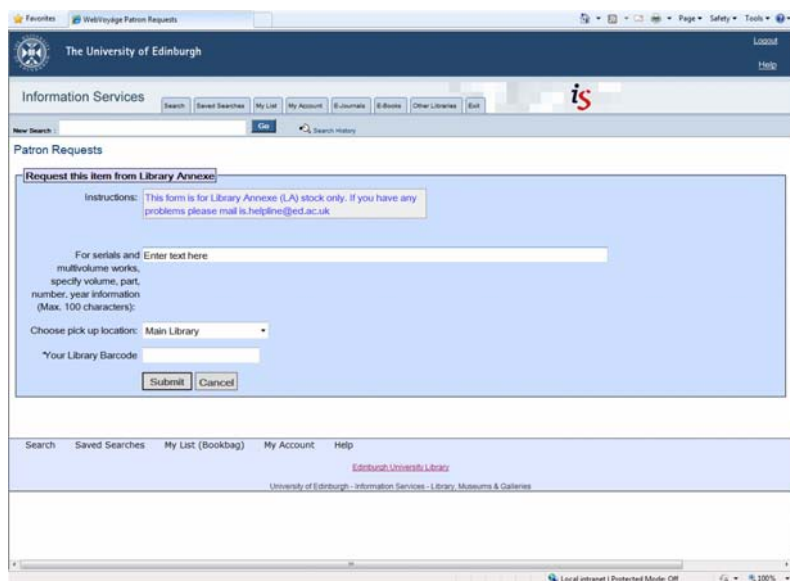 Favorites WebVoyáge Patron Requests Page Safety Tools
The University of Edinburgh
Logout
Help
Information Services
Search Saved Searches My List My Account E-Journals E-Books Other Libraries Exit
is
New Search : Go Search History
Patron Requests
Request this item from Library Annexe
Instructions: This form is for Library Annexe (LA) stock only. If you have any
problems please mail is.helpline@ed.ac.uk
For serials and Enter text here
multivolume works,
specify volume, part,
number, year information
(Max. 100 characters):
Choose pick up location: Main Library
*Your Library Barcode
Submit Cancel
Search Saved Searches My List (Bookbag) My Account Help
Edinburgh University Library
University of Edinburgh - Information Services - Library, Museums & Galleries
Local intranet | Protected Mode: Off 100%